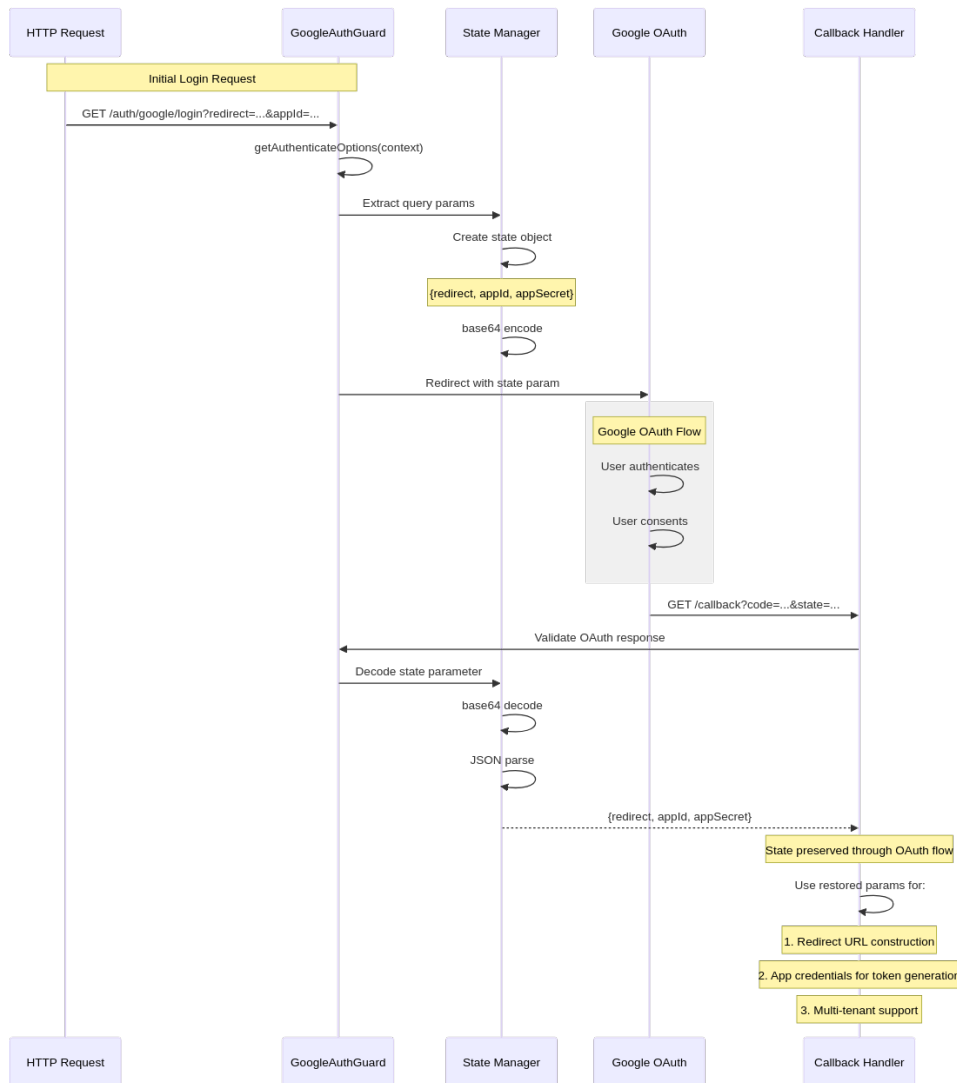 HTTP Request
GoogleAuthGuard
State Manager
Google OAuth
Callback Handler
Initial Login Request
GET /auth/google/login?redirect=...&appId=...
getAuthenticateOptions(context)
Extract query params
Create state object
{redirect, appId, appSecret}
base64 encode
Redirect with state param
Google OAuth Flow
User authenticates
User consents
GET /callback?code=...&state=...
Validate OAuth response
Decode state parameter
base64 decode
JSON parse
{redirect, appId, appSecret}
State preserved through OAuth flow
Use restored params for:
1. Redirect URL construction
2. App credentials for token generation
3. Multi-tenant support
HTTP Request
GoogleAuthGuard
State Manager
Google OAuth
Callback Handler